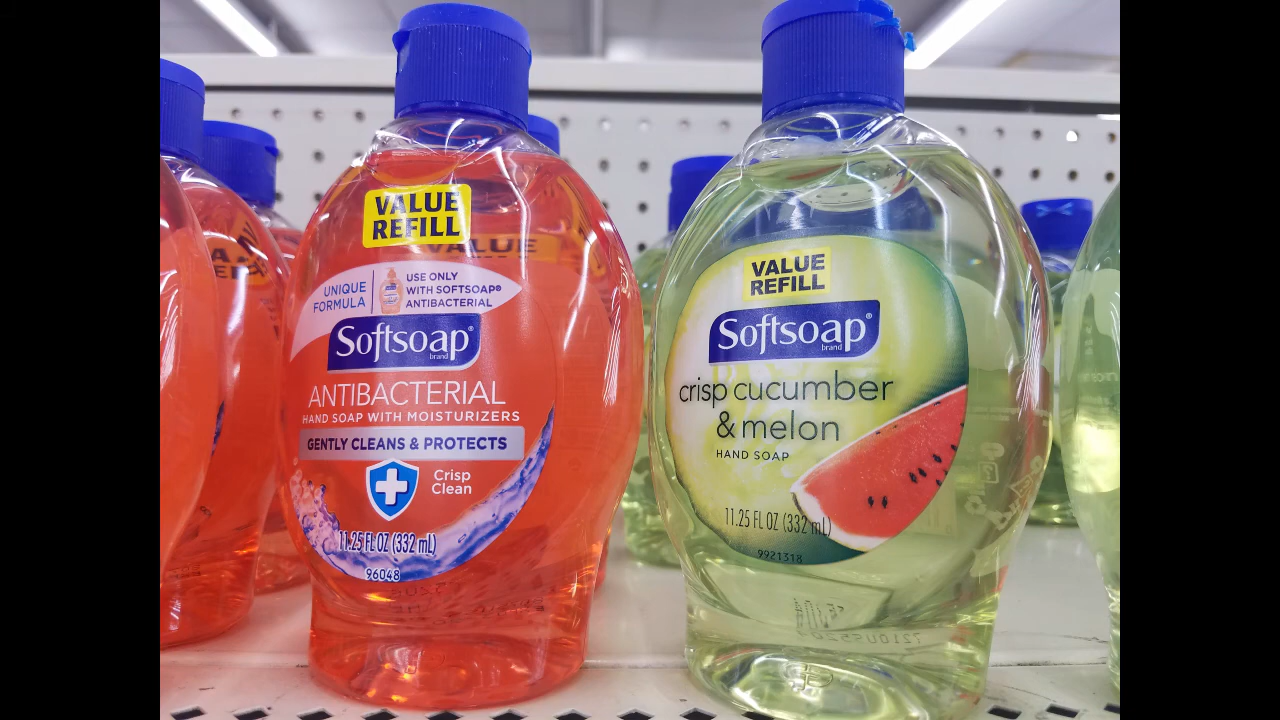 VALUE
REFILL
UNIQUE
FORMULA
USE ONLY
WITH SOFTSOAP®
ANTIBACTERIAL
Softsoap®
brand
ANTIBACTERIAL
HAND SOAP WITH MOISTURIZERS
GENTLY CLEANS & PROTECTS
Crisp
Clean
11.25 FL OZ (332 mL)
96048
VALUE
VALUE
REFILL
Softsoap®
brand
crisp cucumber
& melon
HAND SOAP
11.25 FL OZ (332 mL)
9921318